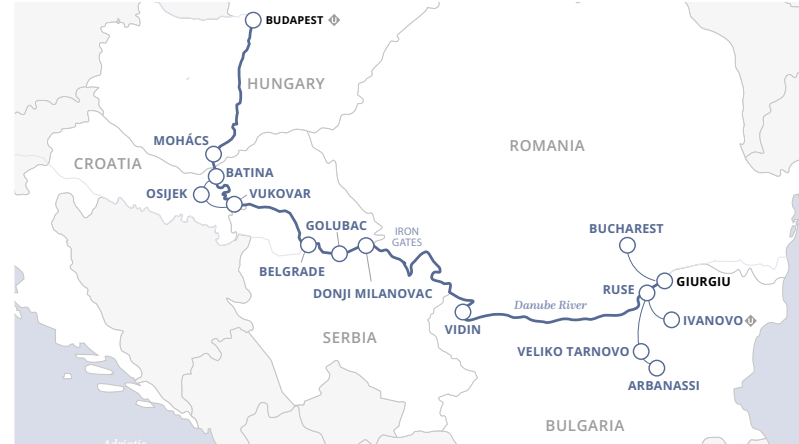 BUDAPEST
HUNGARY
MOHÁCS
ROMANIA
CROATIA
BATINA
OSIJEK
VUKOVAR
GOLUBAC
IRON
GATES
BUCHAREST
BELGRADE
GIURGIU
DONJI MILANOVAC
RUSE
Danube River
IVANOVO
VIDIN
SERBIA
VELIKO TARNOVO
ARBANASSI
BULGARIA
Adriatic